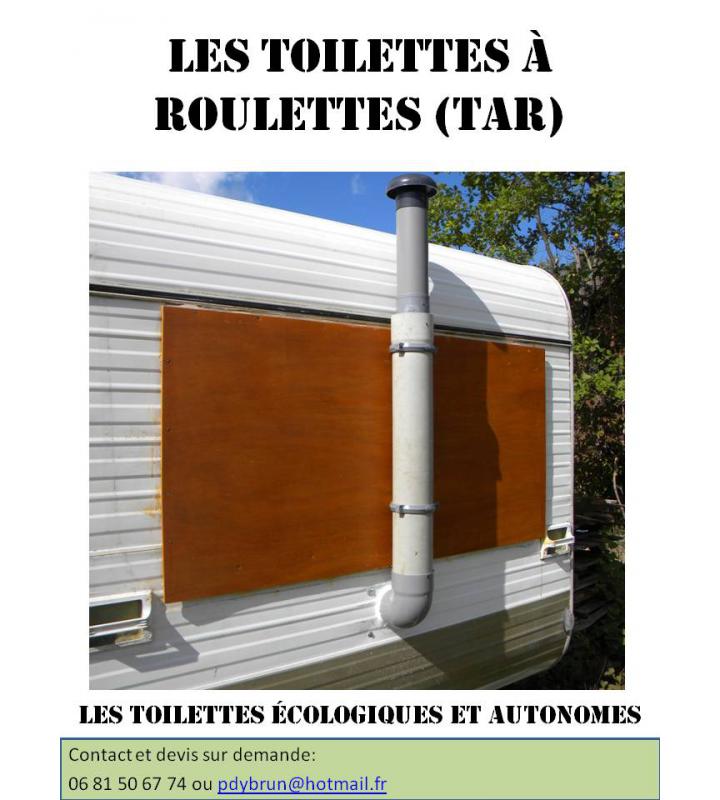 LES TOILETTES À
ROULETTES (TAR)
LES TOILETTES ÉCOLOGIQUES ET AUTONOMES
Contact et devis sur demande:
06 81 50 67 74 ou pdybrun@hotmail.fr